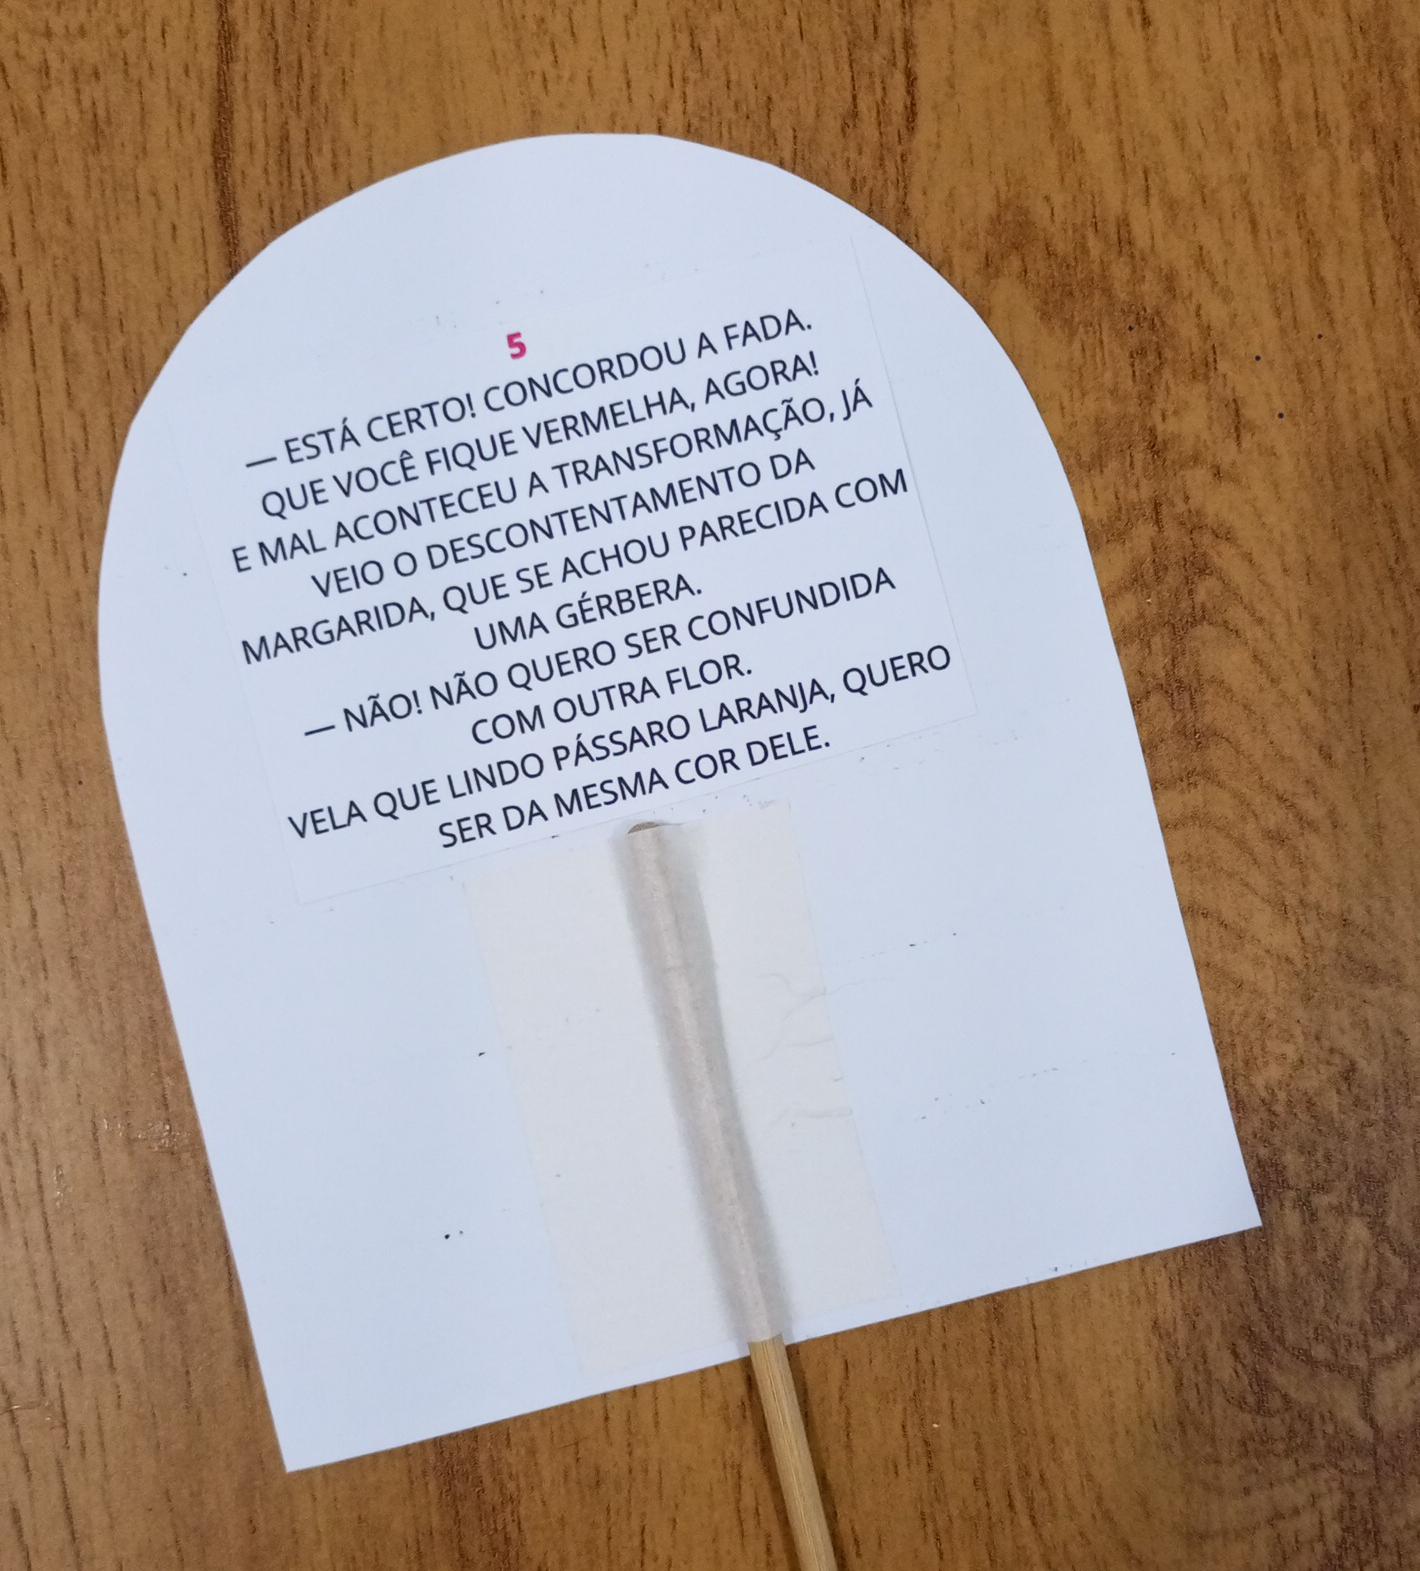 5
— ESTÁ CERTO! CONCORDOU A FADA.
QUE VOCÊ FIQUE VERMELHA, AGORA!
E MAL ACONTECEU A TRANSFORMAÇÃO, JÁ
VEIO O DESCONTENTAMENTO DA
MARGARIDA, QUE SE ACHOU PARECIDA COM
UMA GÉRBERA.
— NÃO! NÃO QUERO SER CONFUNDIDA
COM OUTRA FLOR.
VELA QUE LINDO PÁSSARO LARANJA, QUERO
SER DA MESMA COR DELE.